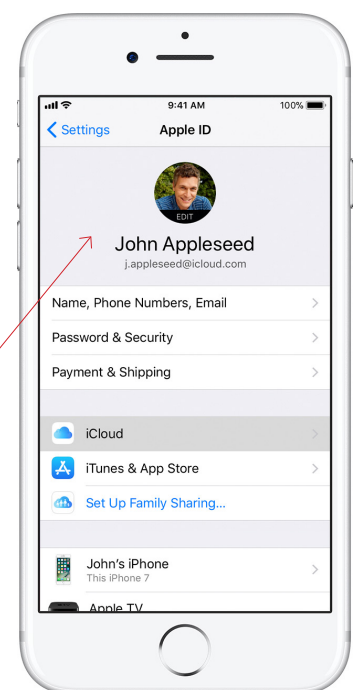 9:41 AM 100%
Settings Apple ID
EDIT
John Appleseed
j.appleseed@icloud.com
Name, Phone Numbers, Email
Password & Security
Payment & Shipping
iCloud
iTunes & App Store
Set Up Family Sharing...
John's iPhone
This iPhone 7
Apple TV